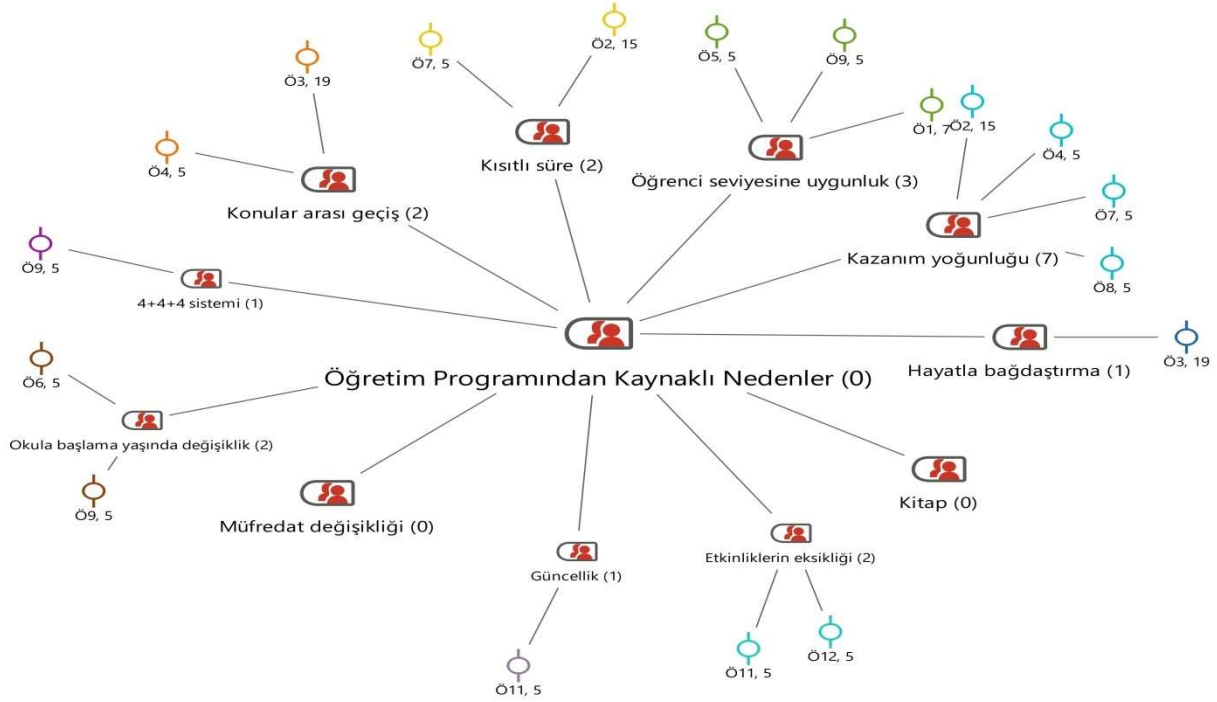 Ö2, 15
Ö7, 5
Ö5, 5
Ö9, 5
Ö3, 19
Ö1, 7
Ö2, 15
Ö4, 5
Ö4, 5
Kısıtlı süre (2)
Öğrenci seviyesine uygunluk (3)
Konular arası geçiş (2)
Ö7, 5
Kazanım yoğunluğu (7)
Ö9, 5
Ö8, 5
4+4+4 sistemi (1)
Ö3, 19
Hayatla bağdaştırma (1)
Öğretim Programından Kaynaklı Nedenler (0)
Ö6, 5
Okula başlama yaşında değişiklik (2)
Ö9, 5
Müfredat değişikliği (0)
Kitap (0)
Etkinliklerin eksikliği (2)
Güncellik (1)
Ö11, 5
Ö12, 5
Ö11, 5